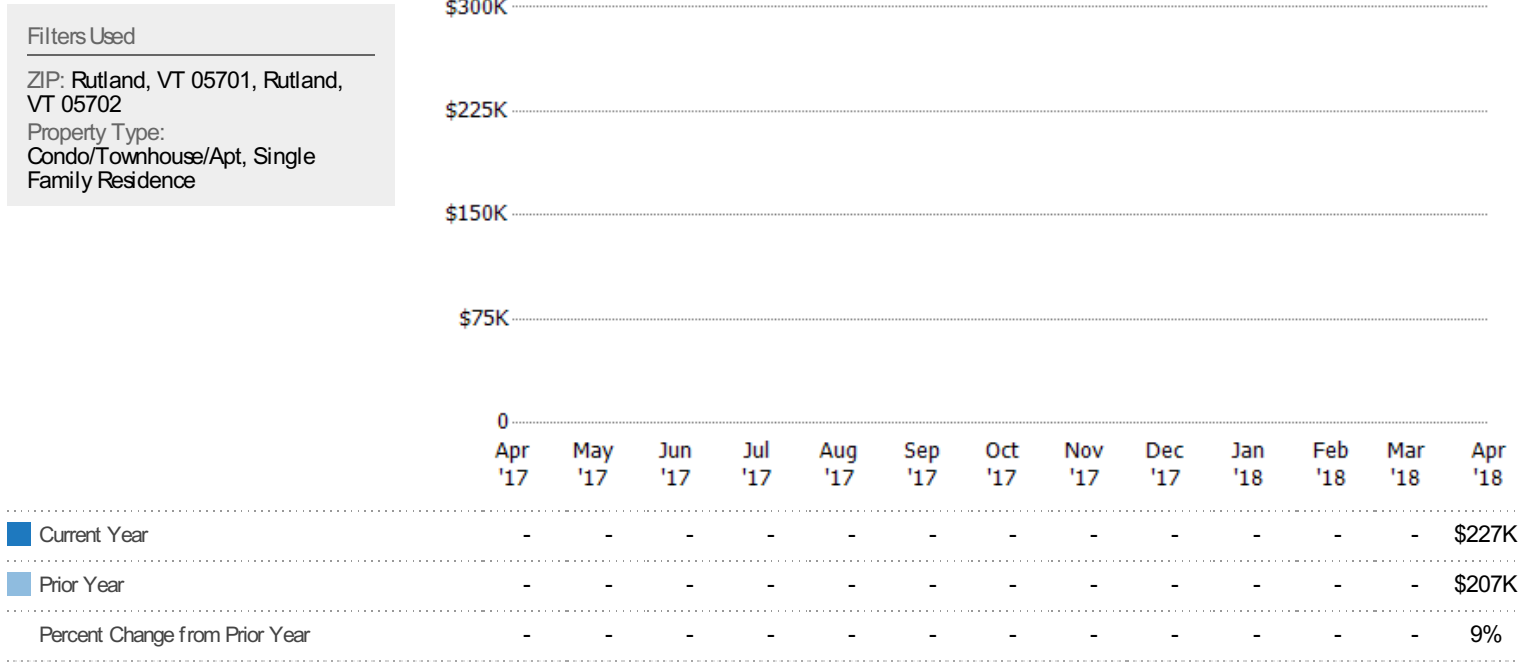 Filters Used
ZIP: Rutland, VT 05701, Rutland,
VT 05702
Property Type:
Condo/Townhouse/Apt, Single
Family Residence
$300K
$225K
$150K
$75K
0
Apr May Jun Jul Aug Sep Oct Nov Dec Jan Feb Mar Apr
'17 '17 '17 '17 '17 '17 '17 '17 '17 '18 '18 '18 '18
Current Year - - - - - - - - - - - - $227K
Prior Year - - - - - - - - - - - - $207K
Percent Change from Prior Year - - - - - - - - - - - - 9%